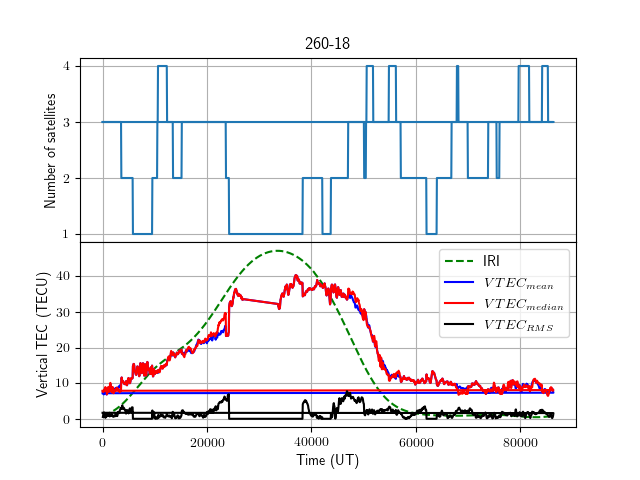 260-18
4
3
2
1
Number of satellites
40
30
20
10
0
Vertical TEC (TECU)
IRI
VTEC_mean
VTEC_median
VTEC_RMS
0 20000 40000 60000 80000
Time (UT)